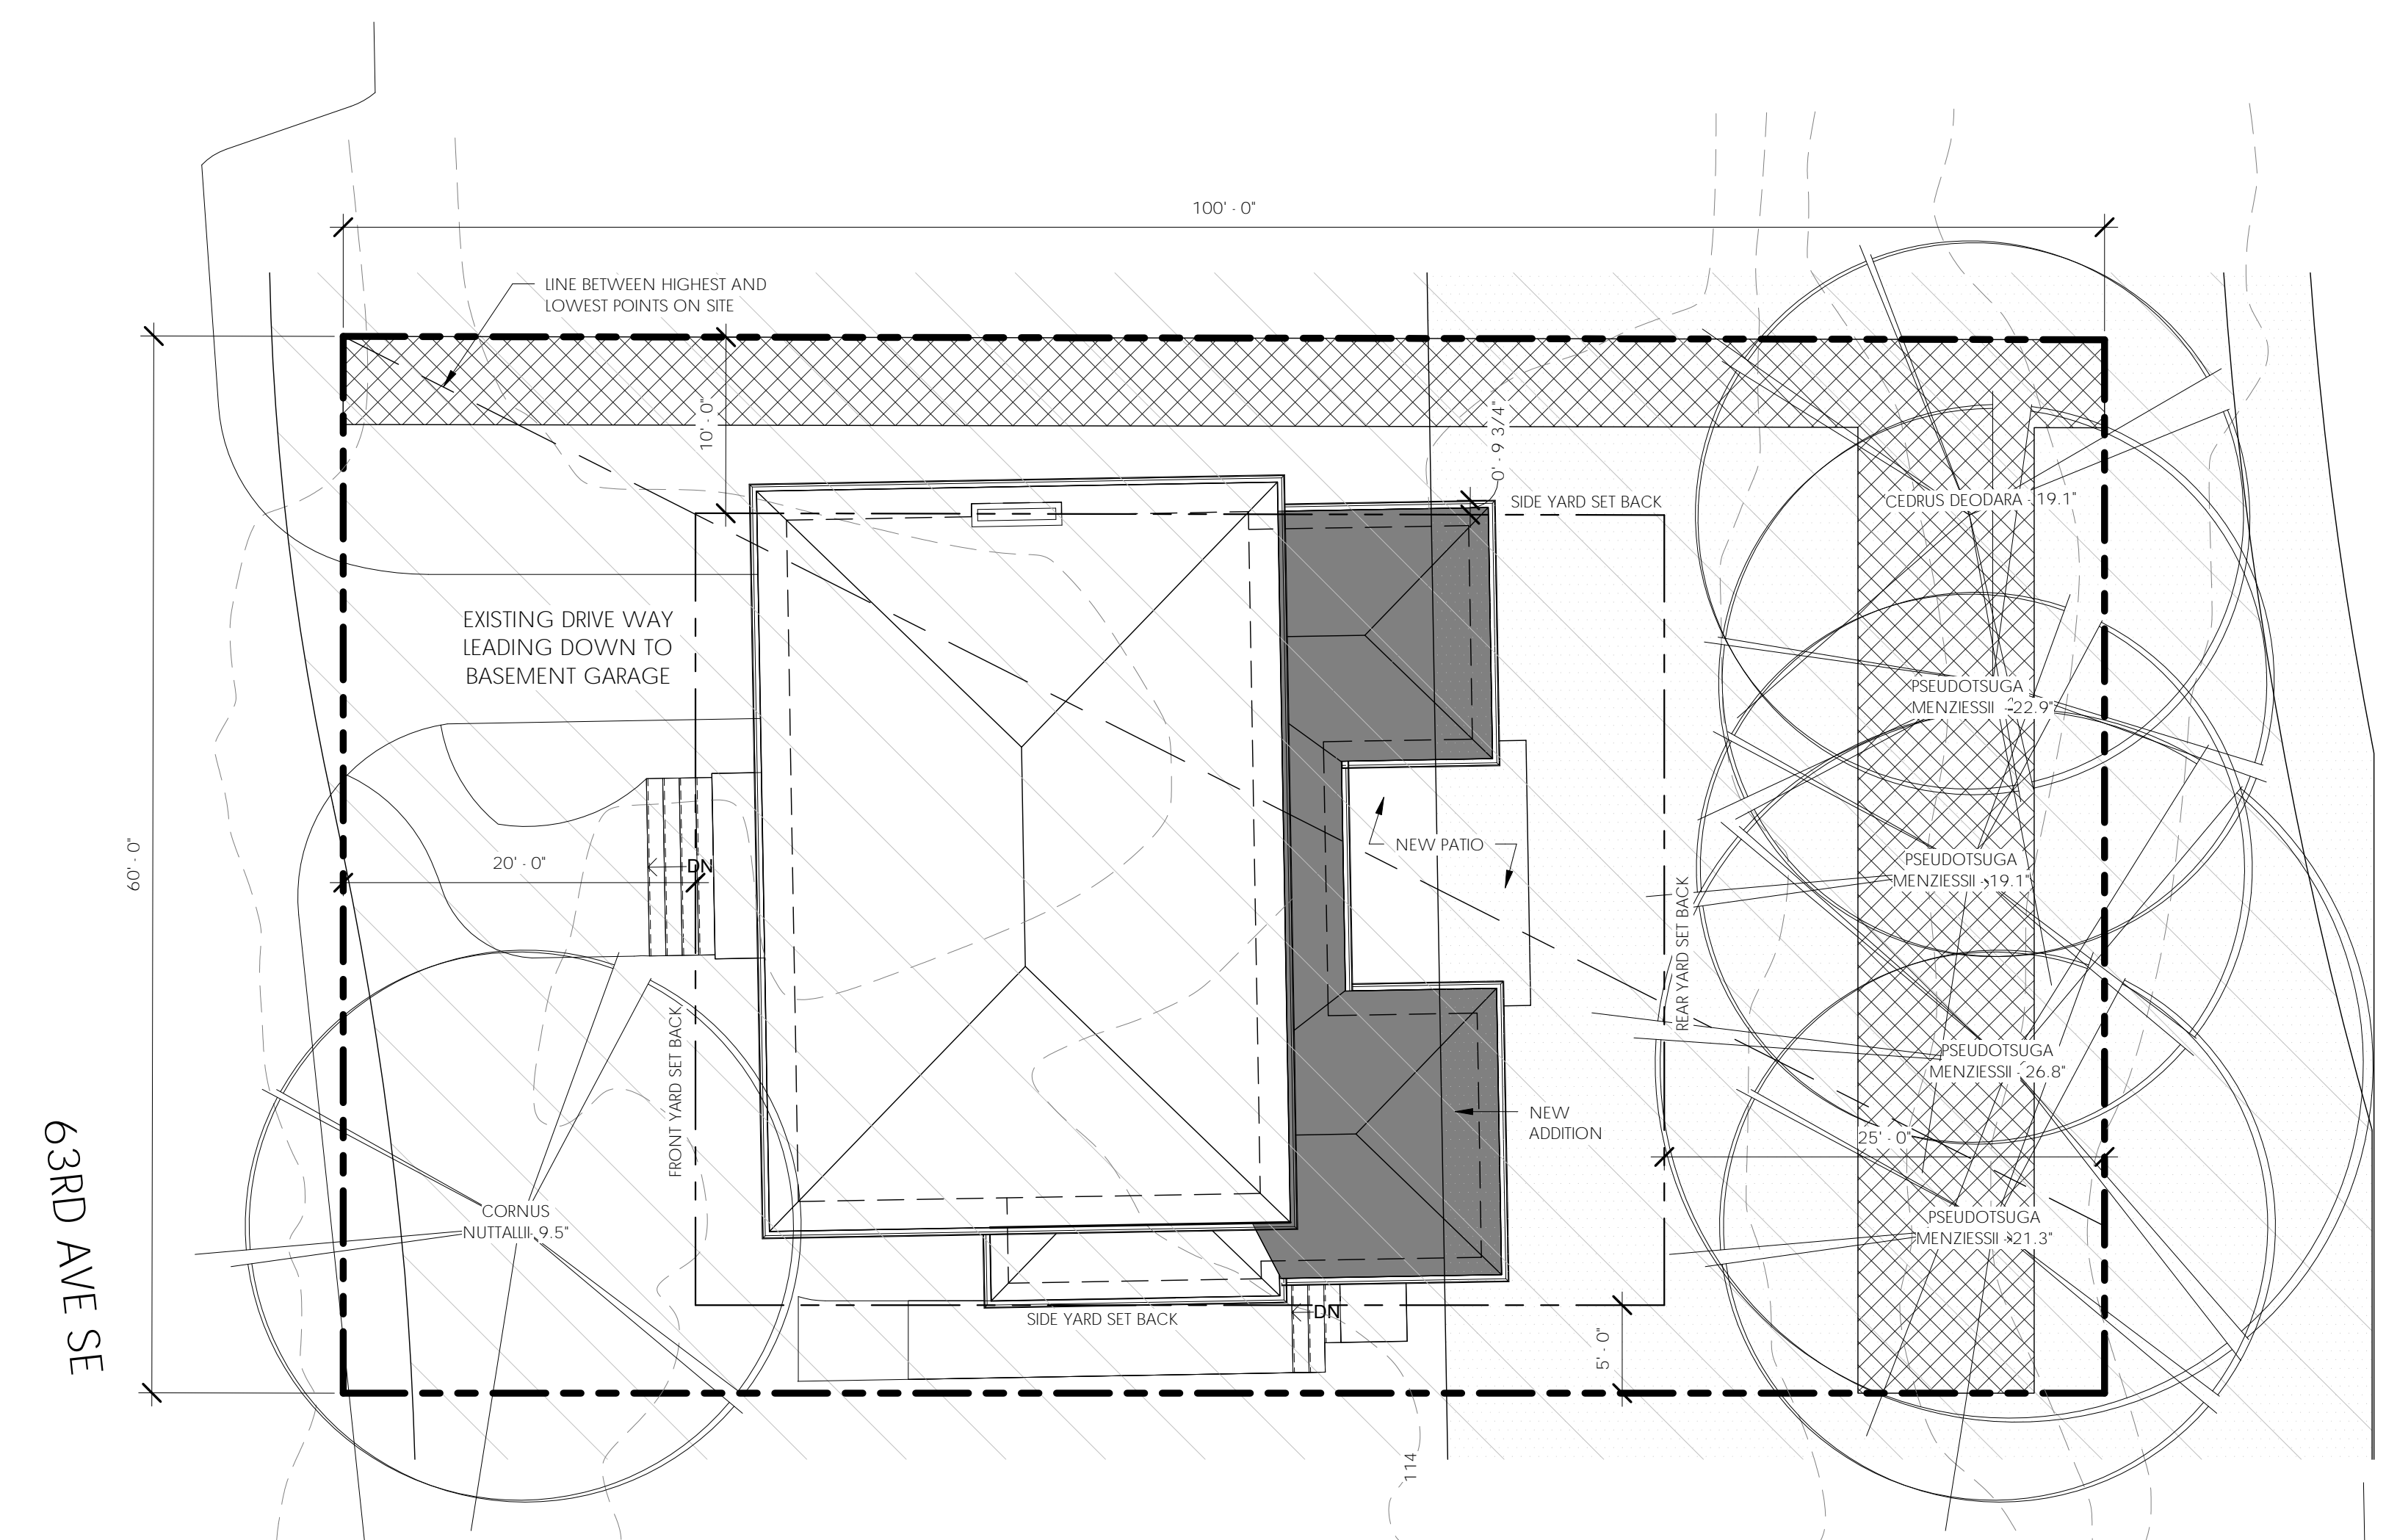 100' - 0"
LINE BETWEEN HIGHEST AND
LOWEST POINTS ON SITE
10' - 0"
0' - 9 3/4"
SIDE YARD SET BACK
CEDRUS DEODARA - 19.1"
EXISTING DRIVE WAY
LEADING DOWN TO
BASEMENT GARAGE
PSEUDOTSUGA
MENZIESSII - 22.9"
60' - 0"
20' - 0"
DN
NEW PATIO
PSEUDOTSUGA
MENZIESSII - 19.1"
REAR YARD SET BACK
FRONT YARD SET BACK
PSEUDOTSUGA
MENZIESSII - 26.8"
NEW
ADDITION
25' - 0"
63RD AVE SE
CORNUS
NUTTALLII - 9.5"
PSEUDOTSUGA
MENZIESSII - 21.3"
SIDE YARD SET BACK
DN
5' - 0"
114